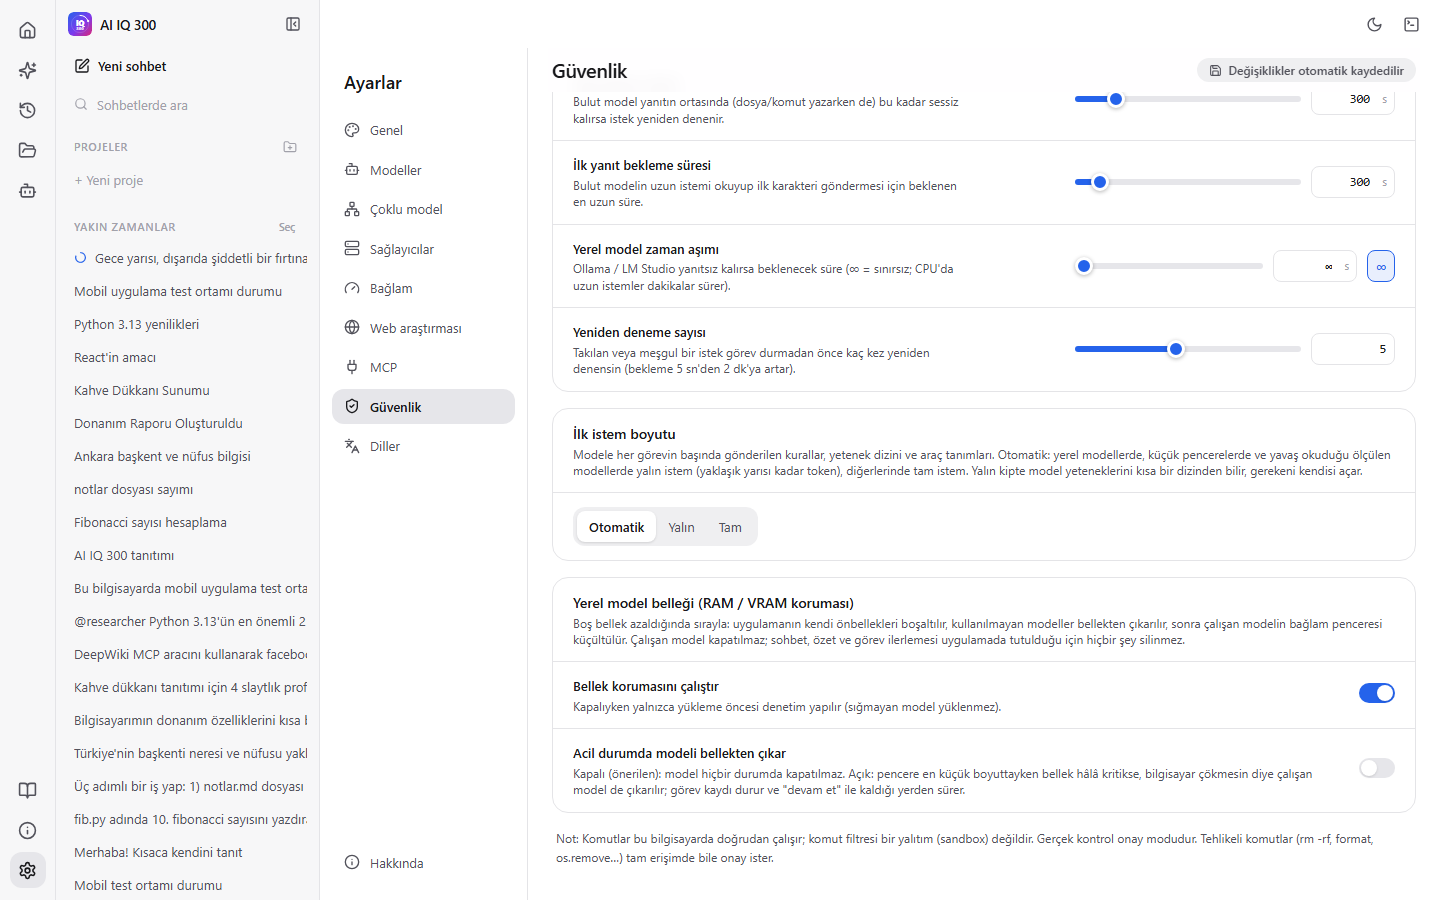 AI IQ 300
Yeni sohbet
Sohbetlerde ara
PROJELER
+ Yeni proje
YAKIN ZAMANLAR
Seç
Gece yarısı, dışarıda şiddetli bir fırtına
Mobil uygulama test ortamı durumu
Python 3.13 yenilikleri
React'in amacı
Kahve Dükkanı Sunumu
Donanım Raporu Oluşturuldu
Ankara başkent ve nüfus bilgisi
notlar dosyası sayımı
Fibonacci sayısı hesaplama
AI IQ 300 tanıtımı
Bu bilgisayarda mobil uygulama test orta
@researcher Python 3.13'ün en önemli 2
DeepWiki MCP aracını kullanarak faceboo
Kahve dükkanı tanıtımı için 4 slaytlık prof
Bilgisayarımın donanım özelliklerini kısa b
Türkiye'nin başkenti neresi ve nüfusu yakl
Üç adımlı bir iş yap: 1) notlar.md dosyası
fib.py adında 10. fibonacci sayısını yazdıra
Merhaba! Kısaca kendini tanıt
Mobil test ortamı durumu
Ayarlar
Genel
Modeller
Çoklu model
Sağlayıcılar
Bağlam
Web araştırması
MCP
Güvenlik
Diller
Hakkında
Güvenlik
Değişiklikler otomatik kaydedilir
Bulut model yanıtın ortasında (dosya/komut yazarken de) bu kadar sessiz
kalırsa istek yeniden denenir.
300 s
İlk yanıt bekleme süresi
Bulut modelin uzun istemi okuyup ilk karakteri göndermesi için beklenen
en uzun süre.
300 s
Yerel model zaman aşımı
Ollama / LM Studio yanıtsız kalırsa beklenecek süre (∞ = sınırsız; CPU'da
uzun istemler dakikalar sürer).
∞ s
∞
Yeniden deneme sayısı
Takılan veya meşgul bir istek görev durmadan önce kaç kez yeniden
denensin (bekleme 5 sn'den 2 dk'ya artar).
5
İlk istem boyutu
Modele her görevin başında gönderilen kurallar, yetenek dizini ve araç tanımları. Otomatik: yerel modellerde, küçük pencerelerde ve yavaş okuduğu ölçülen
modellerde yalın istem (yaklaşık yarısı kadar token), diğerlerinde tam istem. Yalın kipte model yeteneklerini kısa bir dizinden bilir, gerekeni kendisi açar.
Otomatik
Yalın
Tam
Yerel model belleği (RAM / VRAM koruması)
Boş bellek azaldığında sırayla: uygulamanın kendi önbellekleri boşaltılır, kullanılmayan modeller bellekten çıkarılır, sonra çalışan modelin bağlam penceresi
küçültülür. Çalışan model kapatılmaz; sohbet, özet ve görev ilerlemesi uygulamada tutulduğu için hiçbir şey silinmez.
Bellek korumasını çalıştır
Kapalıyken yalnızca yükleme öncesi denetim yapılır (sığmayan model yüklenmez).
Acil durumda modeli bellekten çıkar
Kapalı (önerilen): model hiçbir durumda kapatılmaz. Açık: pencere en küçük boyuttayken bellek hâlâ kritikse, bilgisayar çökmesin diye çalışan
model de çıkarılır; görev kaydı durur ve "devam et" ile kaldığı yerden sürer.
Not: Komutlar bu bilgisayarda doğrudan çalışır; komut filtresi bir yalıtım (sandbox) değildir. Gerçek kontrol onay modudur. Tehlikeli komutlar (rm -rf, format,
os.remove...) tam erişimde bile onay ister.